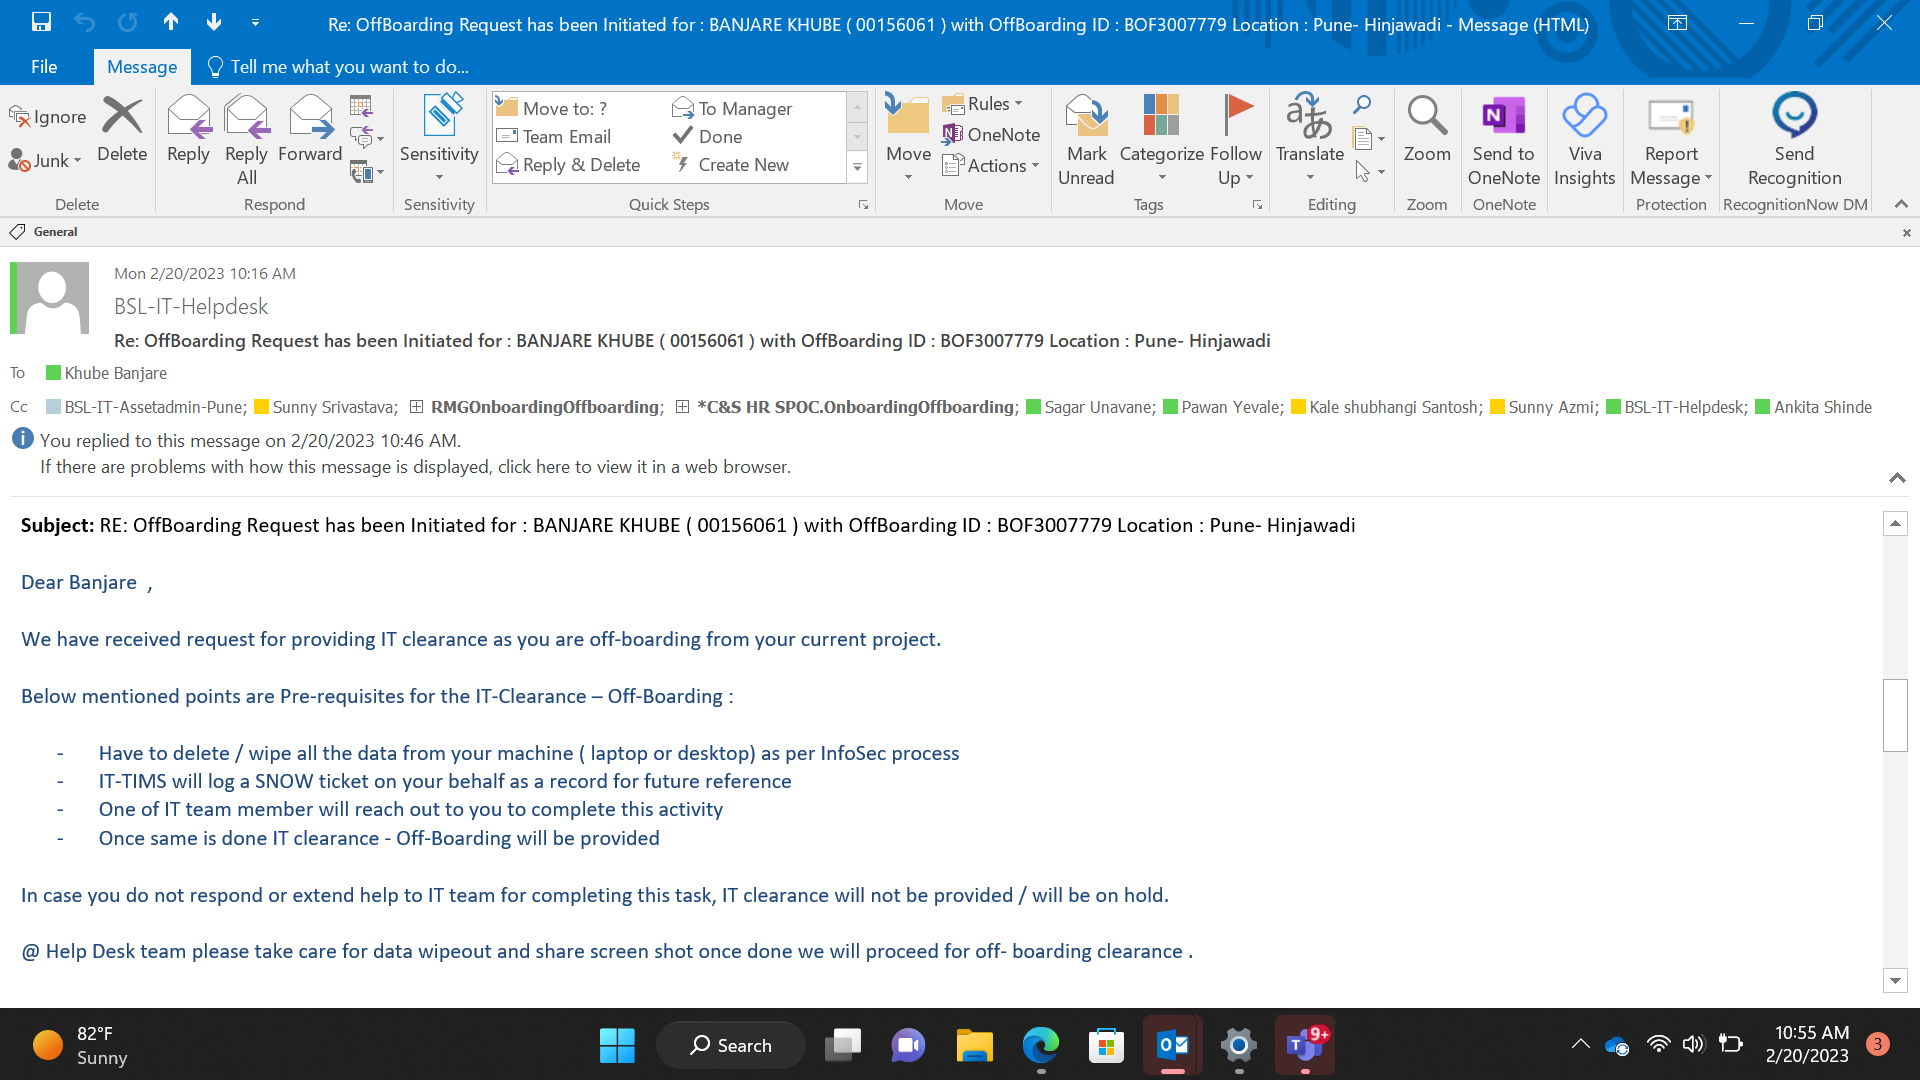 Re: OffBoarding Request has been Initiated for : BANJARE KHUBE ( 00156061 ) with OffBoarding ID : BOF3007779 Location : Pune- Hinjawadi - Message (HTML)
File
Message
Tell me what you want to do...
Ignore
Junk
Delete
Reply
Reply All
Forward
Sensitivity
Move to: ?
Team Email
Reply & Delete
To Manager
Done
Create New
Move
Rules
OneNote
Actions
Mark Unread
Categorize
Follow Up
Translate
Zoom
Send to OneNote
Viva Insights
Report Message
Send Recognition
Delete
Respond
Sensitivity
Quick Steps
Move
Tags
Editing
Zoom
OneNote
Protection
RecognitionNow DM
General
Mon 2/20/2023 10:16 AM
BSL-IT-Helpdesk
Re: OffBoarding Request has been Initiated for : BANJARE KHUBE ( 00156061 ) with OffBoarding ID : BOF3007779 Location : Pune- Hinjawadi
To Khube Banjare
Cc BSL-IT-Assetadmin-Pune; Sunny Srivastava; RMGOnboardingOffboarding; *C&S HR SPOC.OnboardingOffboarding; Sagar Unavane; Pawan Yevale; Kale shubhangi Santosh; Sunny Azmi; BSL-IT-Helpdesk; Ankita Shinde
You replied to this message on 2/20/2023 10:46 AM.
If there are problems with how this message is displayed, click here to view it in a web browser.
Subject: RE: OffBoarding Request has been Initiated for : BANJARE KHUBE ( 00156061 ) with OffBoarding ID : BOF3007779 Location : Pune- Hinjawadi
Dear Banjare ,
We have received request for providing IT clearance as you are off-boarding from your current project.
Below mentioned points are Pre-requisites for the IT-Clearance – Off-Boarding :
- Have to delete / wipe all the data from your machine ( laptop or desktop) as per InfoSec process
- IT-TIMS will log a SNOW ticket on your behalf as a record for future reference
- One of IT team member will reach out to you to complete this activity
- Once same is done IT clearance - Off-Boarding will be provided
In case you do not respond or extend help to IT team for completing this task, IT clearance will not be provided / will be on hold.
@ Help Desk team please take care for data wipeout and share screen shot once done we will proceed for off- boarding clearance .
82°F
Sunny
Search
9+
10:55 AM
2/20/2023
3